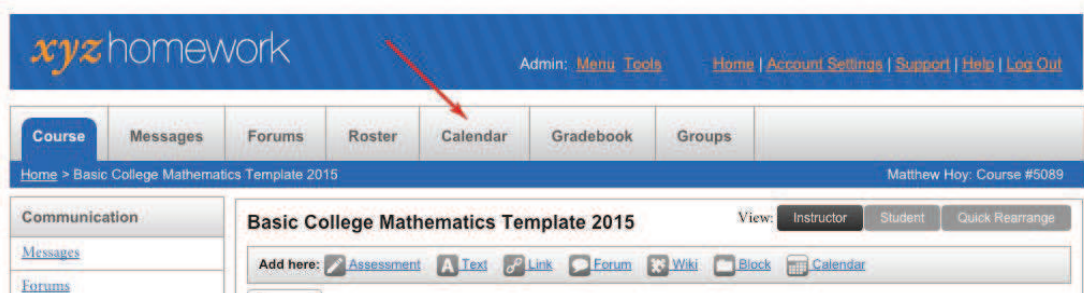 xyzhomework
Admin: Menu Tools Home | Account Settings | Support | Help | Log Out
Course Messages Forums Roster Calendar Gradebook Groups
Home > Basic College Mathematics Template 2015 Matthew Hoy: Course #5089
Communication
Basic College Mathematics Template 2015 View: Instructor Student Quick Rearrange
Messages
Add here: Assessment A Text Link Forum Wiki Block Calendar
Forums